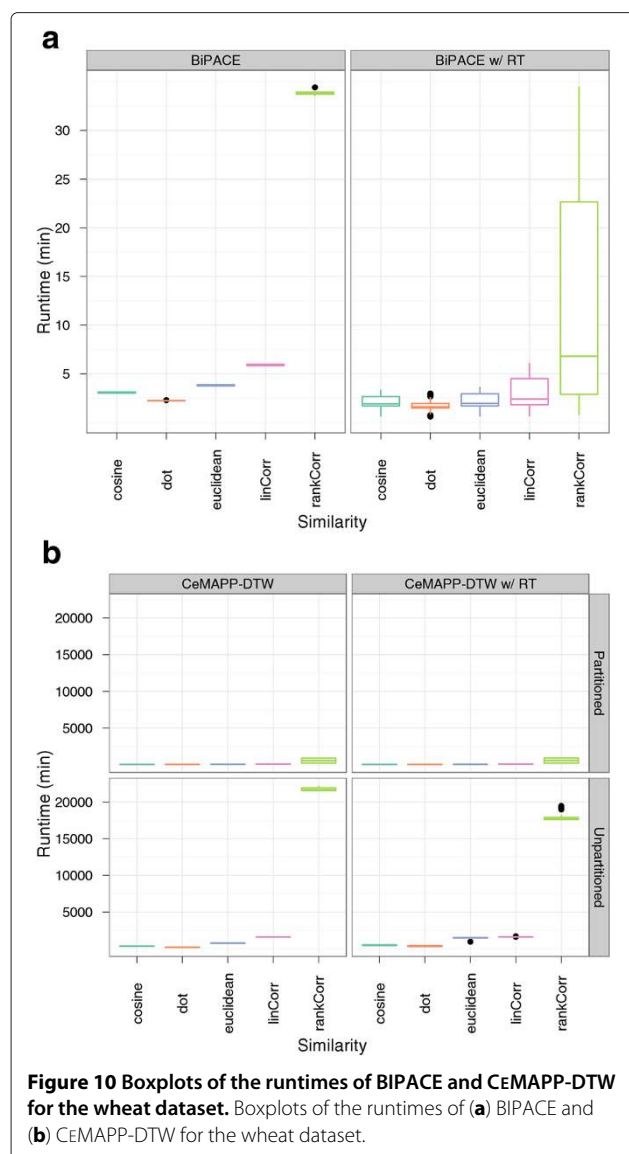 a
BiPACE
BiPACE w/ RT
Runtime (min)
30
25
20
15
10
5
cosine
dot
euclidean
linCorr
rankCorr
cosine
dot
euclidean
linCorr
rankCorr
Similarity
b
CeMAPP-DTW
CeMAPP-DTW w/ RT
Runtime (min)
20000
15000
10000
5000
Partitioned
20000
15000
10000
5000
Unpartitioned
cosine
dot
euclidean
linCorr
rankCorr
cosine
dot
euclidean
linCorr
rankCorr
Similarity
Figure 10 Boxplots of the runtimes of BIPACE and CEMAPP-DTW
for the wheat dataset. Boxplots of the runtimes of (a) BIPACE and
(b) CEMAPP-DTW for the wheat dataset.